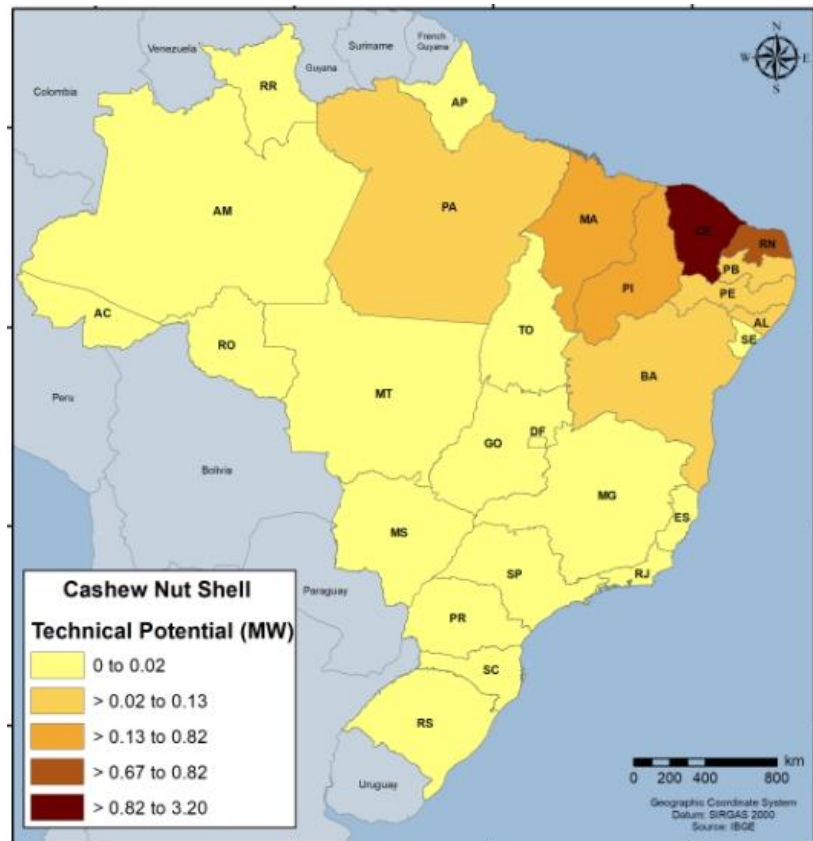 N
W E
S
Venezuela
Suriname
French
Guyana
Guyana
Colombia
RR
AP
AM
PA
MA
CE
RN
PB
PI
PE
AL
SE
AC
RO
TO
BA
MT
Peru
GO
DF
Bolivia
MG
ES
MS
SP
RJ
Paraguay
PR
SC
RS
Uruguay
Cashew Nut Shell
Technical Potential (MW)
0 to 0.02
> 0.02 to 0.13
> 0.13 to 0.82
> 0.67 to 0.82
> 0.82 to 3.20
km
0 200 400 800
Geographic Coordinate System
Datum: SIRGAS 2000
Source: IBGE